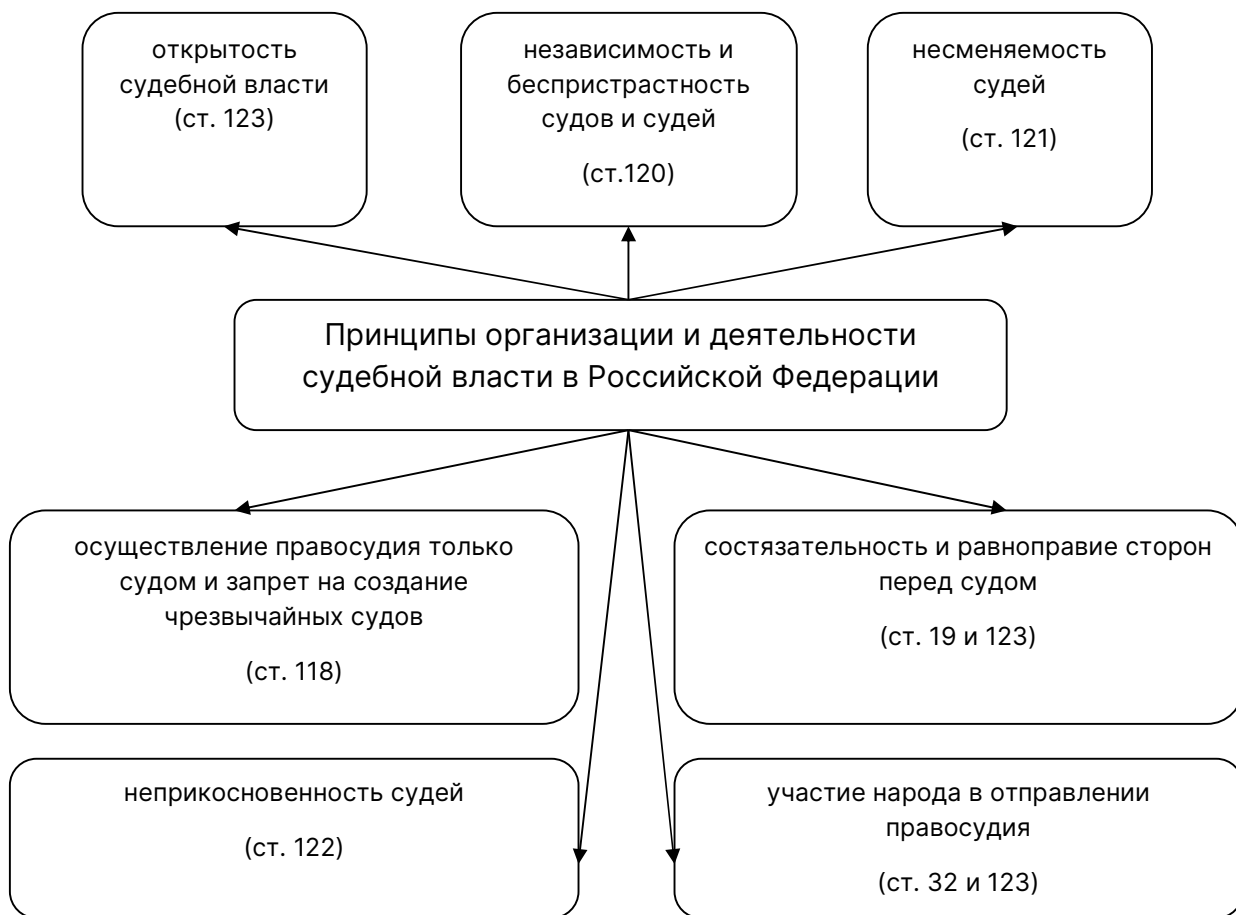 открытость
судебной власти
(ст. 123)
независимость и
беспристрастность
судов и судей
(ст.120)
несменяемость
судей
(ст. 121)
Принципы организации и деятельности
судебной власти в Российской Федерации
осуществление правосудия только
судом и запрет на создание
чрезвычайных судов
(ст. 118)
состязательность и равноправие сторон
перед судом
(ст. 19 и 123)
неприкосновенность судей
(ст. 122)
участие народа в отправлении
правосудия
(ст. 32 и 123)